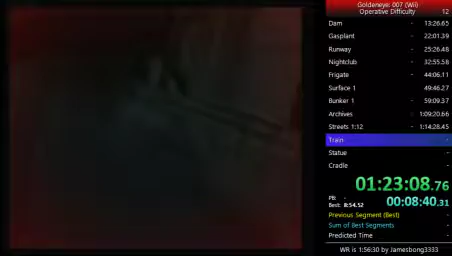 Goldeneye: 007 (Wii)
Operative Difficulty 12
Dam - 13:26.65
Gasplant - 22:01.39
Runway - 25:26.48
Nightclub - 32:55.58
Frigate - 44:06.11
Surface 1 - 49:46.27
Bunker 1 - 59:09.37
Archives - 1:09:20.66
Streets 1:12 - 1:14:28.45
Train -
Statue -
Cradle -
01:23:08.76
PB: -
Best: 8:54.52 00:08:40.31
Previous Segment (Best) -
Sum of Best Segments -
Predicted Time -
WR is 1:56:30 by Jamesbong3333